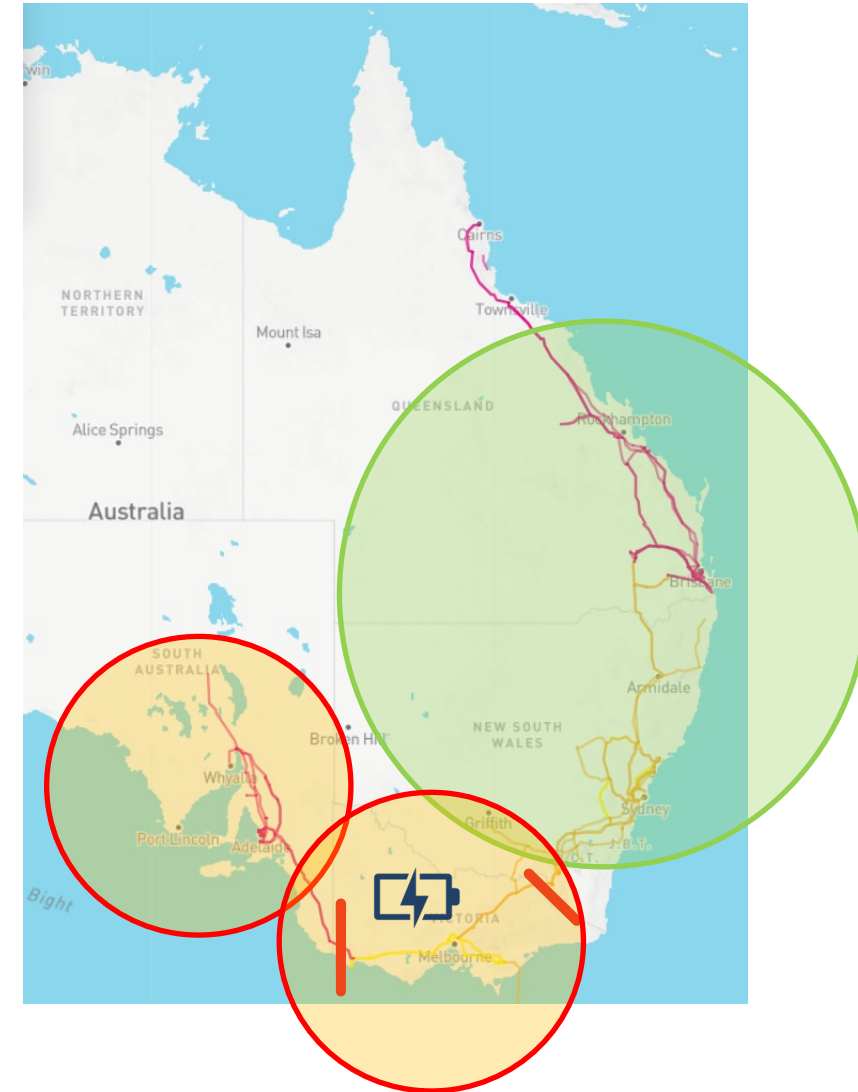 win
Cairns
NORTHERN
TERRITORY
Townsville
Mount Isa
QUEENSLAND
Rockhampton
Alice Springs
Australia
Brisbane
SOUTH
AUSTRALIA
Armidale
NEW SOUTH
WALES
Broken Hill
Whyalla
Sydney
Griffith
Port Lincoln
Adelaide
J.B.T.
Bight
VICTORIA
Melbourne